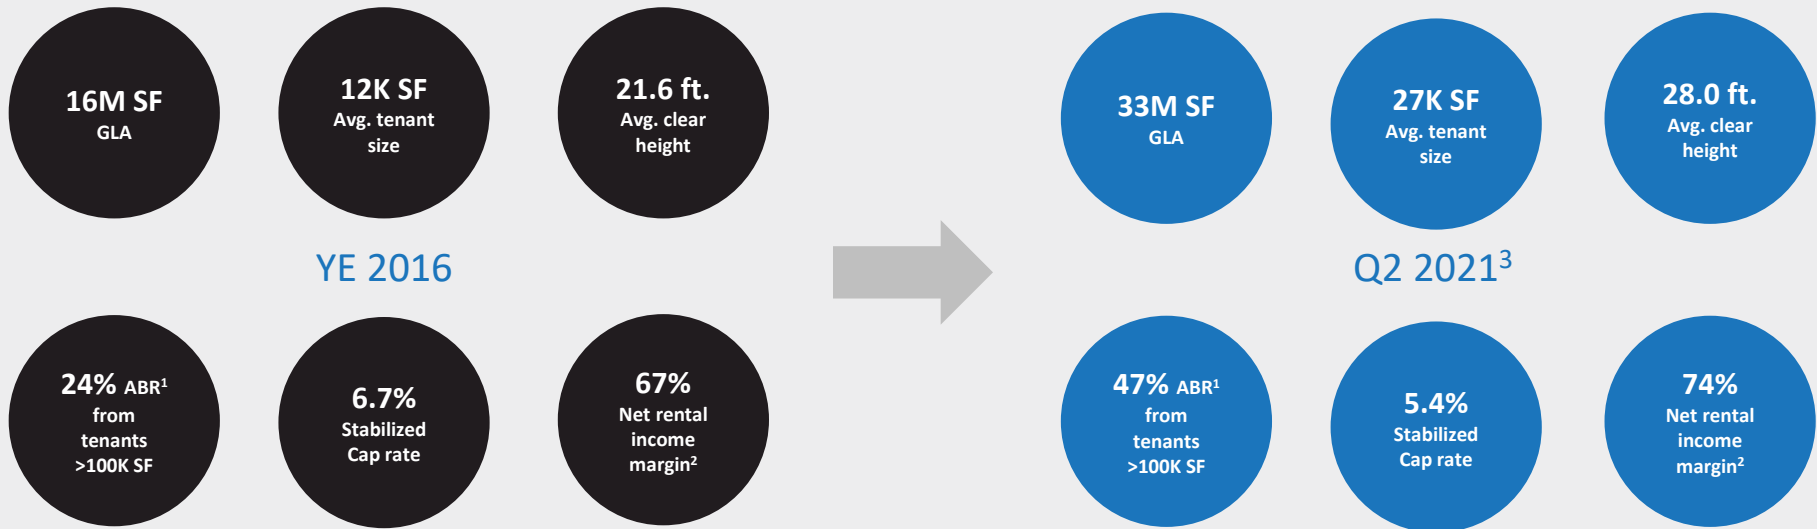 16M SF
GLA
12K SF
Avg. tenant
size
21.6 ft.
Avg. clear
height
YE 2016
24% ABR¹
from
tenants
>100K SF
6.7%
Stabilized
Cap rate
67%
Net rental
income
margin²
33M SF
GLA
27K SF
Avg. tenant
size
28.0 ft.
Avg. clear
height
Q2 2021³
47% ABR¹
from
tenants
>100K SF
5.4%
Stabilized
Cap rate
74%
Net rental
income
margin²